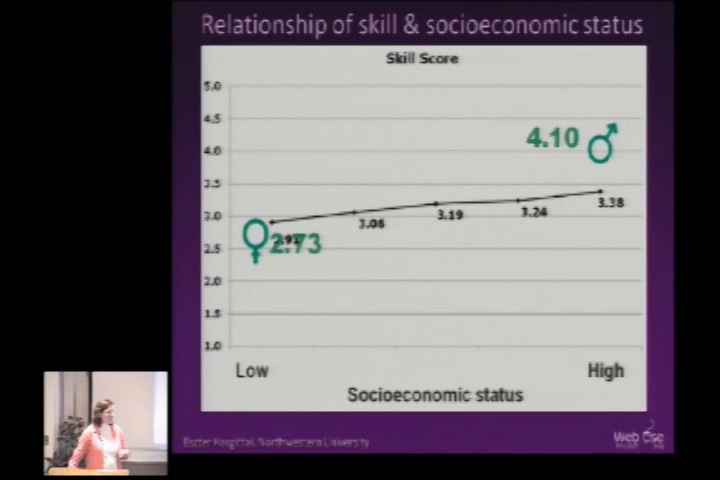 Relationship of skill & socioeconomic status
Skill Score
5.0
4.5
4.10
4.0
3.5
3.38
3.24
3.19
3.06
3.0
2.73
2.5
2.0
1.5
1.0
Low
High
Socioeconomic status
Eszter Hargittai, Northwestern University
Web Use